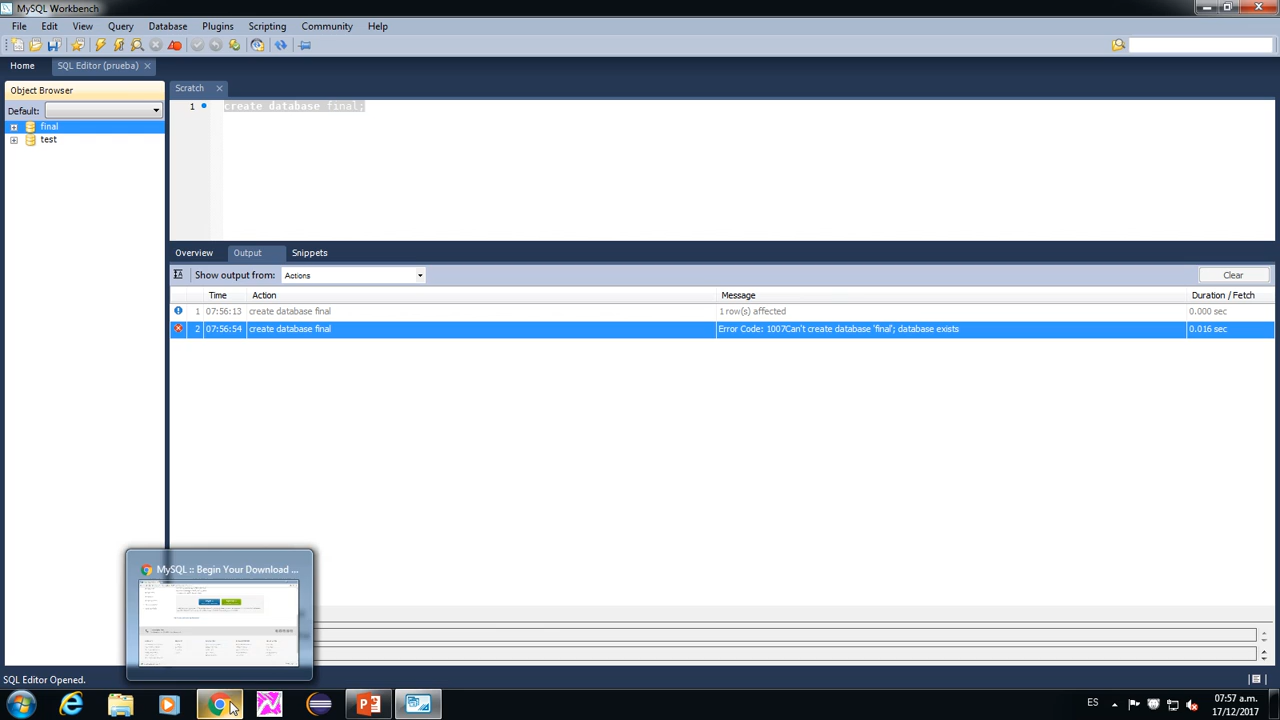 MySQL Workbench
File Edit View Query Database Plugins Scripting Community Help
Home SQL Editor (prueba)
Object Browser
Default:
final
test
Scratch
1 create database final;
Overview Output Snippets
Show output from: Actions Clear
Time Action Message Duration / Fetch
1 07:56:13 create database final 1 row(s) affected 0.000 sec
2 07:56:54 create database final Error Code: 1007Can't create database 'final'; database exists 0.016 sec
MySQL :: Begin Your Download ...
SQL Editor Opened.
ES 07:57 a.m.
17/12/2017